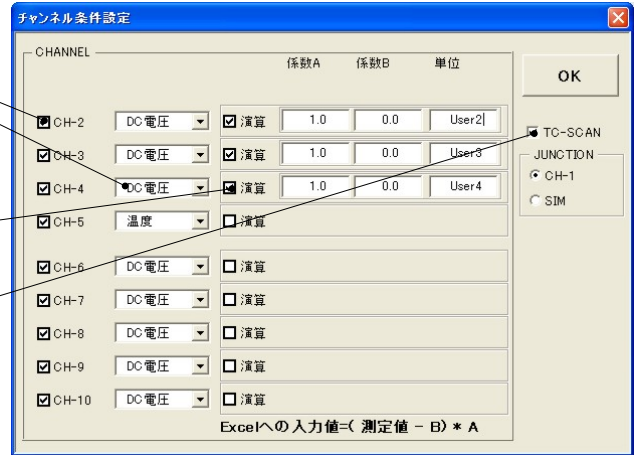 チャンネル条件設定
CHANNEL
係数A 係数B 単位
OK
CH-2 DC電圧 演算 1.0 0.0 User2
TC-SCAN
CH-3 DC電圧 演算 1.0 0.0 User3
JUNCTION
CH-1
CH-4 DC電圧 演算 1.0 0.0 User4
SIM
CH-5 温度 演算
CH-6 DC電圧 演算
CH-7 DC電圧 演算
CH-8 DC電圧 演算
CH-9 DC電圧 演算
CH-10 DC電圧 演算
Excelへの入力値=( 測定値 - B) * A